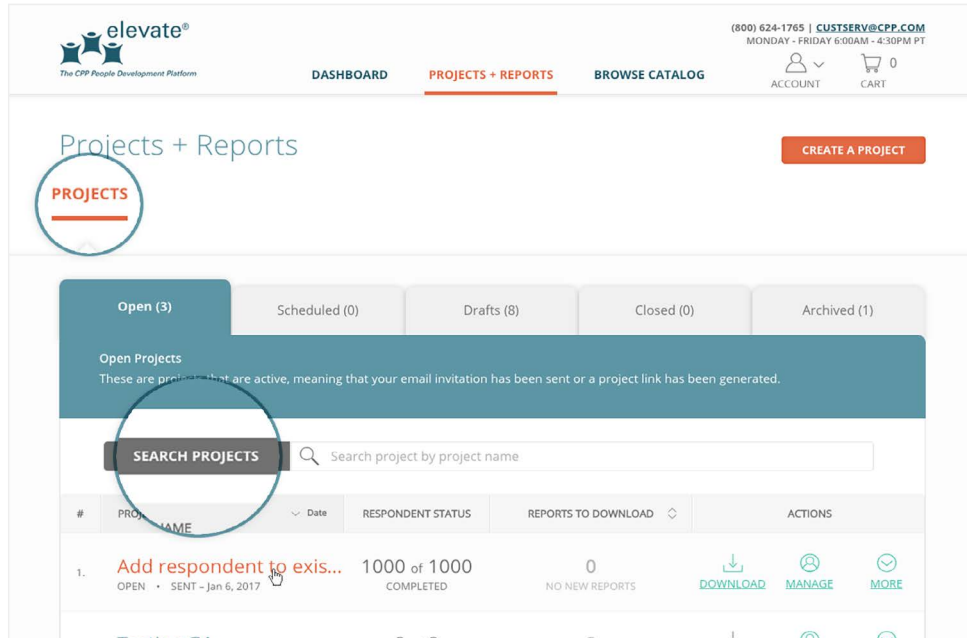 elevate®
The CPP People Development Platform
(800) 624-1765 | CUSTSERV@CPP.COM
MONDAY - FRIDAY 6:00AM - 4:30PM PT
DASHBOARD
PROJECTS + REPORTS
BROWSE CATALOG
ACCOUNT
0
CART
Projects + Reports
CREATE A PROJECT
PROJECTS
Open (3)
Scheduled (0)
Drafts (8)
Closed (0)
Archived (1)
Open Projects
These are projects that are active, meaning that your email invitation has been sent or a project link has been generated.
SEARCH PROJECTS
Search project by project name
#
Date
RESPONDENT STATUS
REPORTS TO DOWNLOAD
ACTIONS
1.
Add respondent to exis...
OPEN • SENT – Jan 6, 2017
1000 of 1000
COMPLETED
0
NO NEW REPORTS
DOWNLOAD
MANAGE
MORE